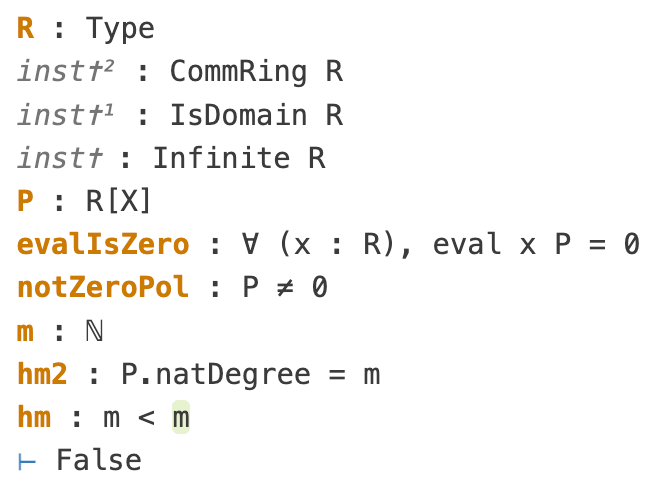 R : Type
inst†² : CommRing R
inst†¹ : IsDomain R
inst† : Infinite R
P : R[X]
evalIsZero : ∀ (x : R), eval x P = 0
notZeroPol : P ≠ 0
m : ℕ
hm2 : P.natDegree = m
hm : m < m
⊢ False